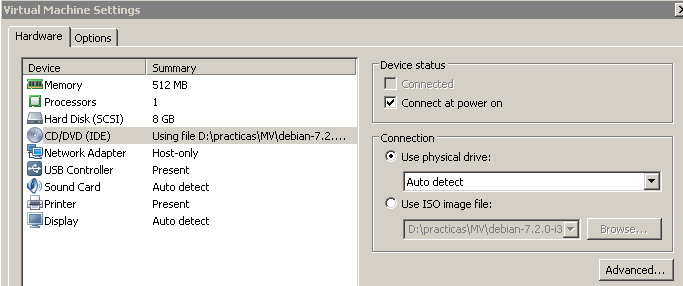 Virtual Machine Settings
Hardware Options
Device Summary
Memory 512 MB
Processors 1
Hard Disk (SCSI) 8 GB
CD/DVD (IDE) Using file D:\practicas\MV\debian-7.2....
Network Adapter Host-only
USB Controller Present
Sound Card Auto detect
Printer Present
Display Auto detect
Device status
Connected
Connect at power on
Connection
Use physical drive:
Auto detect
Use ISO image file:
D:\practicas\MV\debian-7.2.0-i3 Browse...
Advanced...